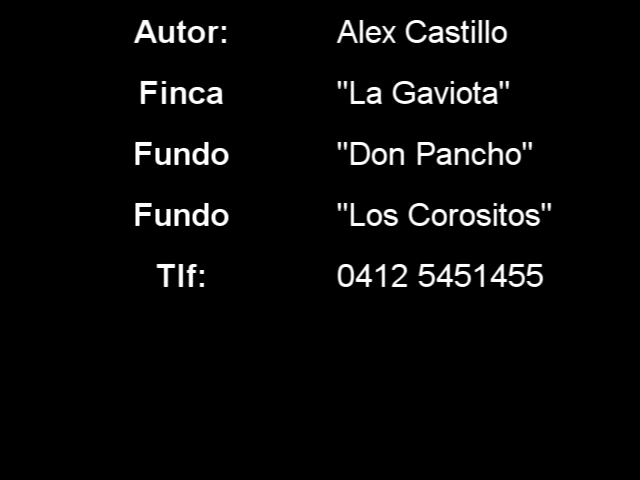 Autor: Alex Castillo
Finca "La Gaviota"
Fundo "Don Pancho"
Fundo "Los Corositos"
Tlf: 0412 5451455